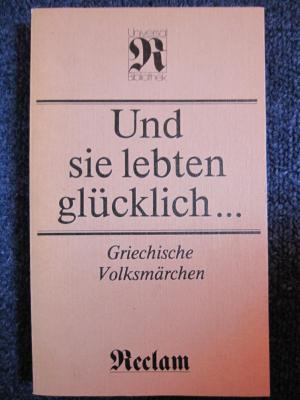 Universal
R
Bibliothek
Und
sie lebten
glücklich...
Griechische
Volksmärchen
Reclam